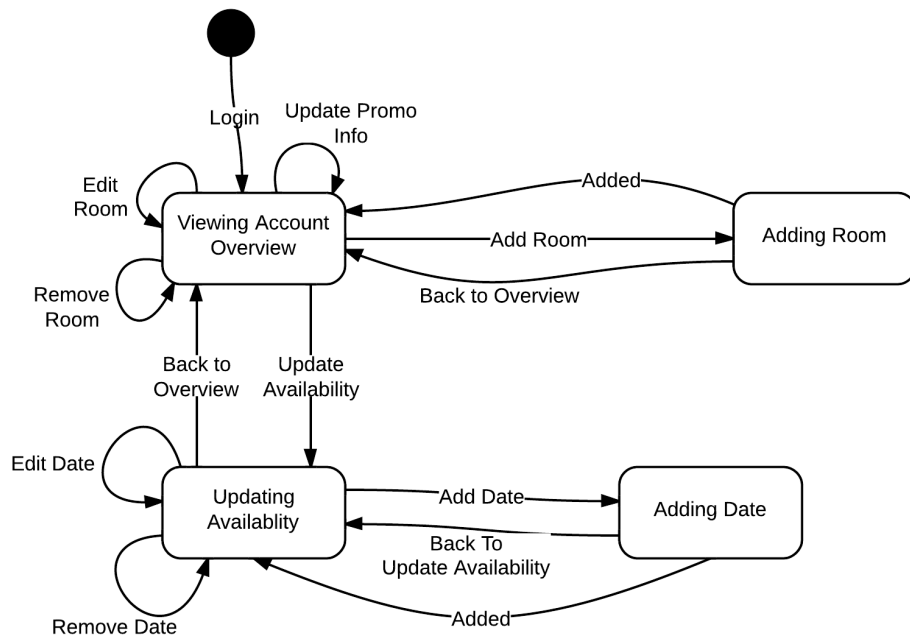 Login
Update Promo
Info
Edit
Room
Viewing Account
Overview
Added
Add Room
Adding Room
Remove
Room
Back to Overview
Back to
Overview
Update
Availability
Edit Date
Updating
Availablity
Add Date
Adding Date
Back To
Update Availability
Added
Remove Date